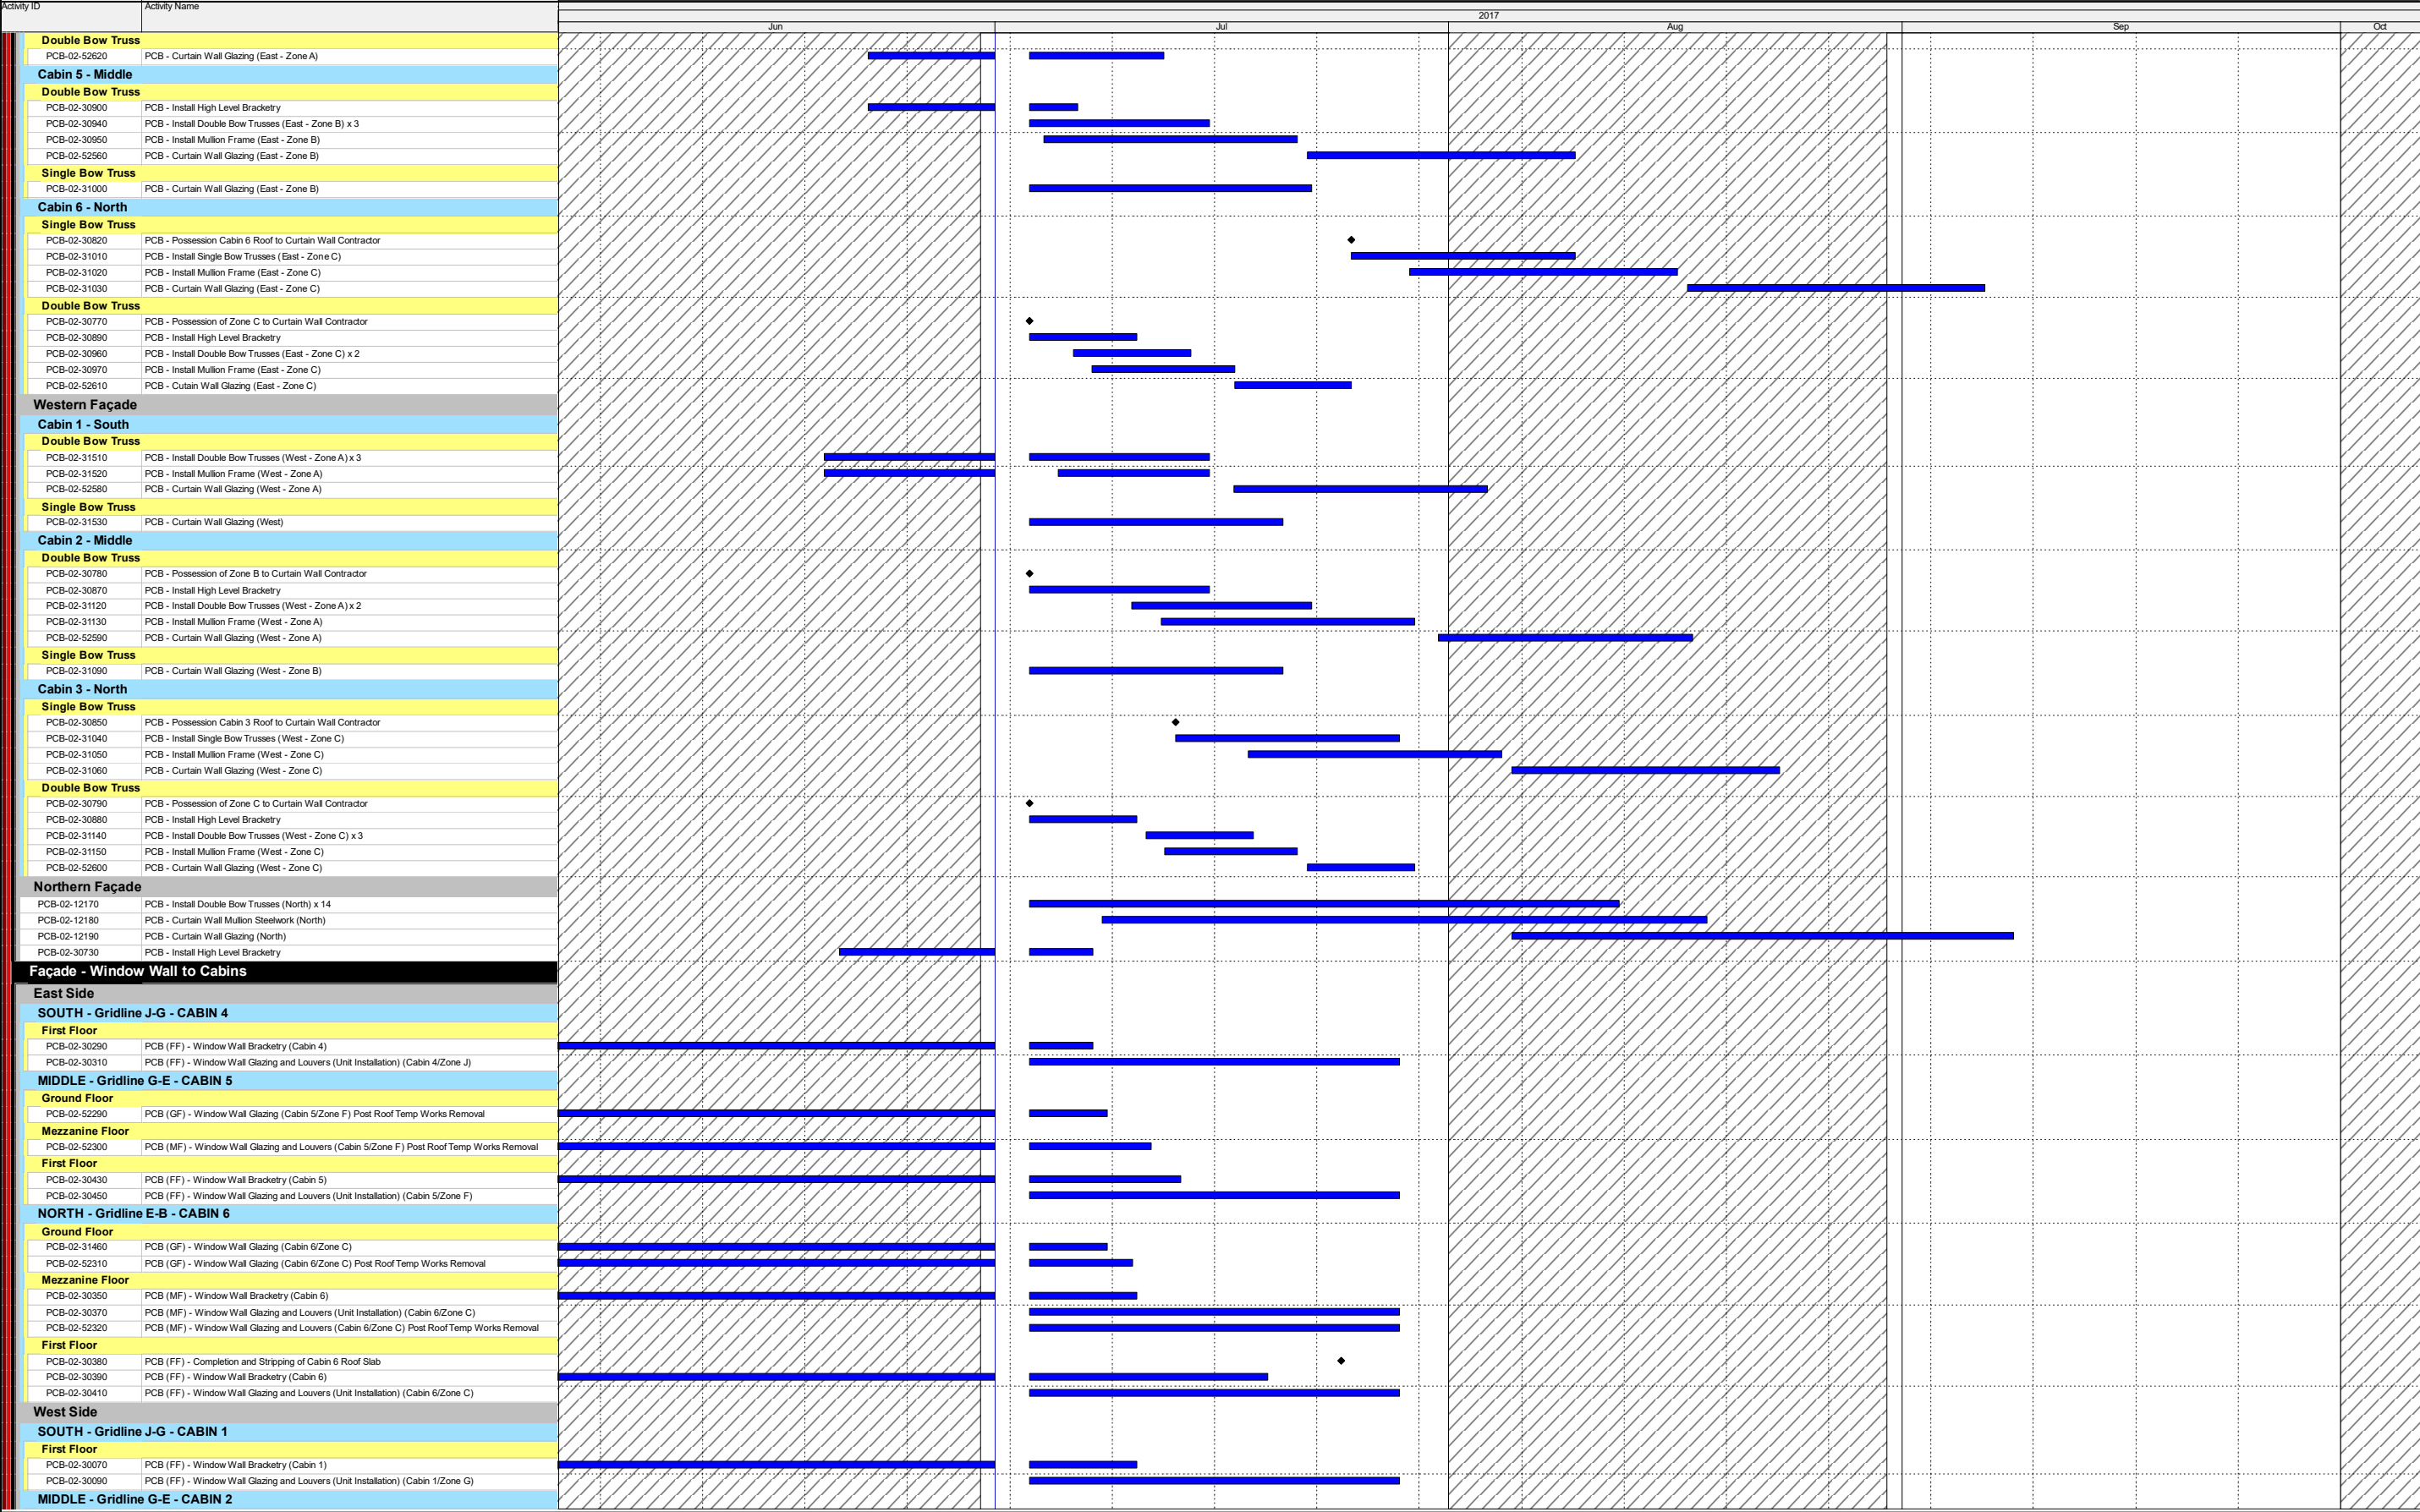 Activity ID Activity Name
2017
Jun Jul Aug Sep Oct
Double Bow Truss
PCB-02-52620 PCB - Curtain Wall Glazing (East - Zone A)
Cabin 5 - Middle
Double Bow Truss
PCB-02-30900 PCB - Install High Level Bracketry
PCB-02-30940 PCB - Install Double Bow Trusses (East - Zone B) x 3
PCB-02-30950 PCB - Install Mullion Frame (East - Zone B)
PCB-02-52560 PCB - Curtain Wall Glazing (East - Zone B)
Single Bow Truss
PCB-02-31000 PCB - Curtain Wall Glazing (East - Zone B)
Cabin 6 - North
Single Bow Truss
PCB-02-30820 PCB - Possession Cabin 6 Roof to Curtain Wall Contractor
PCB-02-31010 PCB - Install Single Bow Trusses (East - Zone C)
PCB-02-31020 PCB - Install Mullion Frame (East - Zone C)
PCB-02-31030 PCB - Curtain Wall Glazing (East - Zone C)
Double Bow Truss
PCB-02-30770 PCB - Possession of Zone C to Curtain Wall Contractor
PCB-02-30890 PCB - Install High Level Bracketry
PCB-02-30960 PCB - Install Double Bow Trusses (East - Zone C) x 2
PCB-02-30970 PCB - Install Mullion Frame (East - Zone C)
PCB-02-52610 PCB - Cutain Wall Glazing (East - Zone C)
Western Façade
Cabin 1 - South
Double Bow Truss
PCB-02-31510 PCB - Install Double Bow Trusses (West - Zone A) x 3
PCB-02-31520 PCB - Install Mullion Frame (West - Zone A)
PCB-02-52580 PCB - Curtain Wall Glazing (West - Zone A)
Single Bow Truss
PCB-02-31530 PCB - Curtain Wall Glazing (West)
Cabin 2 - Middle
Double Bow Truss
PCB-02-30780 PCB - Possession of Zone B to Curtain Wall Contractor
PCB-02-30870 PCB - Install High Level Bracketry
PCB-02-31120 PCB - Install Double Bow Trusses (West - Zone A) x 2
PCB-02-31130 PCB - Install Mullion Frame (West - Zone A)
PCB-02-52590 PCB - Curtain Wall Glazing (West - Zone A)
Single Bow Truss
PCB-02-31090 PCB - Curtain Wall Glazing (West - Zone B)
Cabin 3 - North
Single Bow Truss
PCB-02-30850 PCB - Possession Cabin 3 Roof to Curtain Wall Contractor
PCB-02-31040 PCB - Install Single Bow Trusses (West - Zone C)
PCB-02-31050 PCB - Install Mullion Frame (West - Zone C)
PCB-02-31060 PCB - Curtain Wall Glazing (West - Zone C)
Double Bow Truss
PCB-02-30790 PCB - Possession of Zone C to Curtain Wall Contractor
PCB-02-30880 PCB - Install High Level Bracketry
PCB-02-31140 PCB - Install Double Bow Trusses (West - Zone C) x 3
PCB-02-31150 PCB - Install Mullion Frame (West - Zone C)
PCB-02-52600 PCB - Curtain Wall Glazing (West - Zone C)
Northern Façade
PCB-02-12170 PCB - Install Double Bow Trusses (North) x 14
PCB-02-12180 PCB - Curtain Wall Mullion Steelwork (North)
PCB-02-12190 PCB - Curtain Wall Glazing (North)
PCB-02-30730 PCB - Install High Level Bracketry
Façade - Window Wall to Cabins
East Side
SOUTH - Gridline J-G - CABIN 4
First Floor
PCB-02-30290 PCB (FF) - Window Wall Bracketry (Cabin 4)
PCB-02-30310 PCB (FF) - Window Wall Glazing and Louvers (Unit Installation) (Cabin 4/Zone J)
MIDDLE - Gridline G-E - CABIN 5
Ground Floor
PCB-02-52290 PCB (GF) - Window Wall Glazing (Cabin 5/Zone F) Post Roof Temp Works Removal
Mezzanine Floor
PCB-02-52300 PCB (MF) - Window Wall Glazing and Louvers (Cabin 5/Zone F) Post Roof Temp Works Removal
First Floor
PCB-02-30430 PCB (FF) - Window Wall Bracketry (Cabin 5)
PCB-02-30450 PCB (FF) - Window Wall Glazing and Louvers (Unit Installation) (Cabin 5/Zone F)
NORTH - Gridline E-B - CABIN 6
Ground Floor
PCB-02-31460 PCB (GF) - Window Wall Glazing (Cabin 6/Zone C)
PCB-02-52310 PCB (GF) - Window Wall Glazing (Cabin 6/Zone C) Post Roof Temp Works Removal
Mezzanine Floor
PCB-02-30350 PCB (MF) - Window Wall Bracketry (Cabin 6)
PCB-02-30370 PCB (MF) - Window Wall Glazing and Louvers (Unit Installation) (Cabin 6/Zone C)
PCB-02-52320 PCB (MF) - Window Wall Glazing and Louvers (Cabin 6/Zone C) Post Roof Temp Works Removal
First Floor
PCB-02-30380 PCB (FF) - Completion and Stripping of Cabin 6 Roof Slab
PCB-02-30390 PCB (FF) - Window Wall Bracketry (Cabin 6)
PCB-02-30410 PCB (FF) - Window Wall Glazing and Louvers (Unit Installation) (Cabin 6/Zone C)
West Side
SOUTH - Gridline J-G - CABIN 1
First Floor
PCB-02-30070 PCB (FF) - Window Wall Bracketry (Cabin 1)
PCB-02-30090 PCB (FF) - Window Wall Glazing and Louvers (Unit Installation) (Cabin 1/Zone G)
MIDDLE - Gridline G-E - CABIN 2